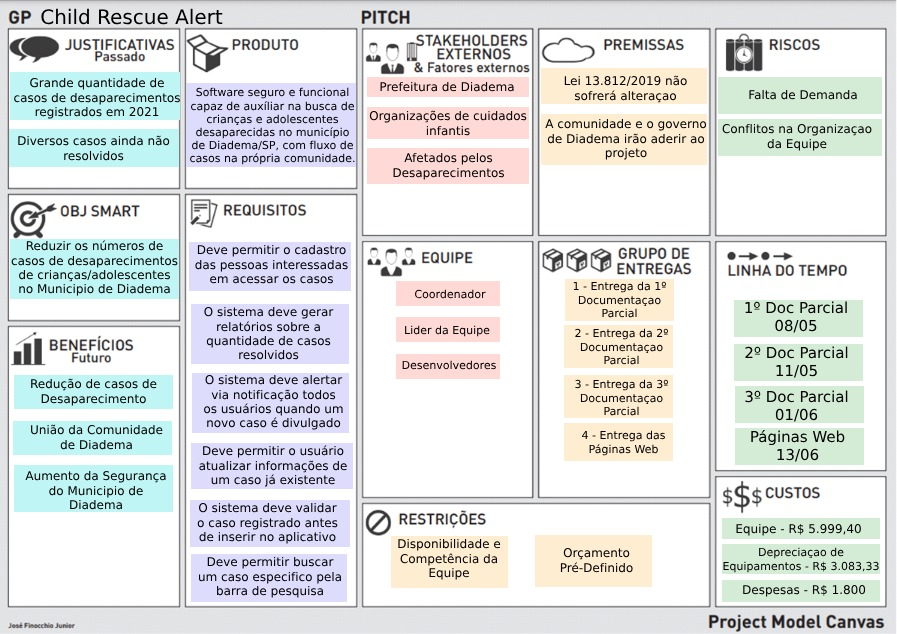 GP Child Rescue Alert
PITCH
JUSTIFICATIVAS
Passado
Grande quantidade de
casos de desaparecimentos
registrados em 2021
Diversos casos ainda não
resolvidos
OBJ SMART
Reduzir os números de
casos de desaparecimentos
de crianças/adolescentes
no Municipio de Diadema
BENEFÍCIOS
Futuro
Redução de casos de
Desaparecimento
União da Comunidade
de Diadema
Aumento da Segurança
do Municipio de
Diadema
PRODUTO
Software seguro e funcional
capaz de auxíliar na busca de
crianças e adolescentes
desaparecidas no município
de Diadema/SP, com fluxo de
casos na própria comunidade.
REQUISITOS
Deve permitir o cadastro
das pessoas interessadas
em acessar os casos
O sistema deve gerar
relatórios sobre a
quantidade de casos
resolvidos
O sistema deve alertar
via notificação todos
os usuários quando um
novo caso é divulgado
Deve permitir o usuário
atualizar informações de
um caso já existente
O sistema deve validar
o caso registrado antes
de inserir no aplicativo
Deve permitir buscar
um caso especifico pela
barra de pesquisa
STAKEHOLDERS
EXTERNOS
& Fatores externos
Prefeitura de Diadema
Organizações de cuidados
infantis
Afetados pelos
Desaparecimentos
EQUIPE
Coordenador
Lider da Equipe
Desenvolvedores
PREMISSAS
Lei 13.812/2019 não
sofrerá alteraçao
A comunidade e o governo
de Diadema irão aderir ao
projeto
GRUPO DE
ENTREGAS
1 - Entrega da 1º
Documentaçao
Parcial
2 - Entrega da 2º
Documentaçao
Parcial
3 - Entrega da 3º
Documentaçao
Parcial
4 - Entrega das
Páginas Web
RESTRIÇÕES
Disponibilidade e
Competência da
Equipe
Orçamento
Pré-Definido
RISCOS
Falta de Demanda
Conflitos na Organizaçao
da Equipe
LINHA DO TEMPO
1º Doc Parcial
08/05
2º Doc Parcial
11/05
3º Doc Parcial
01/06
Páginas Web
13/06
$$$ CUSTOS
Equipe - R$ 5.999,40
Depreciaçao de
Equipamentos - R$ 3.083,33
Despesas - R$ 1.800
José Finocchio Junior
Project Model Canvas